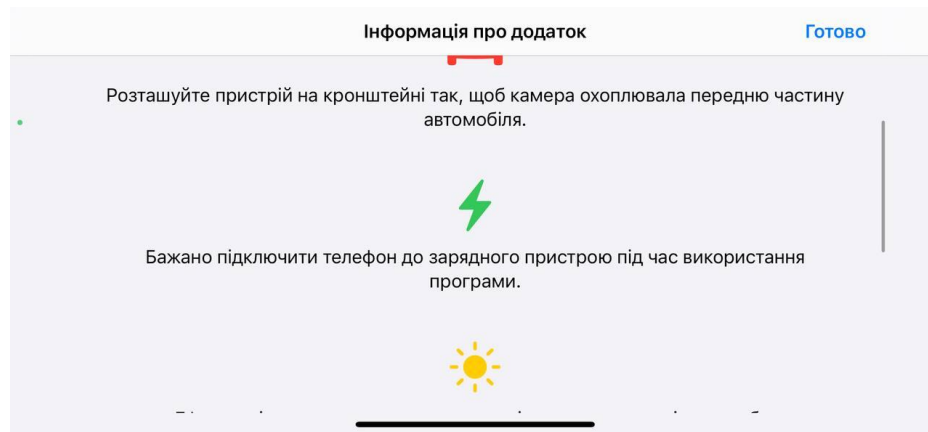 Інформація про додаток
Готово
Розташуйте пристрій на кронштейні так, щоб камера охоплювала передню частину
автомобіля.
Бажано підключити телефон до зарядного пристрою під час використання
програми.